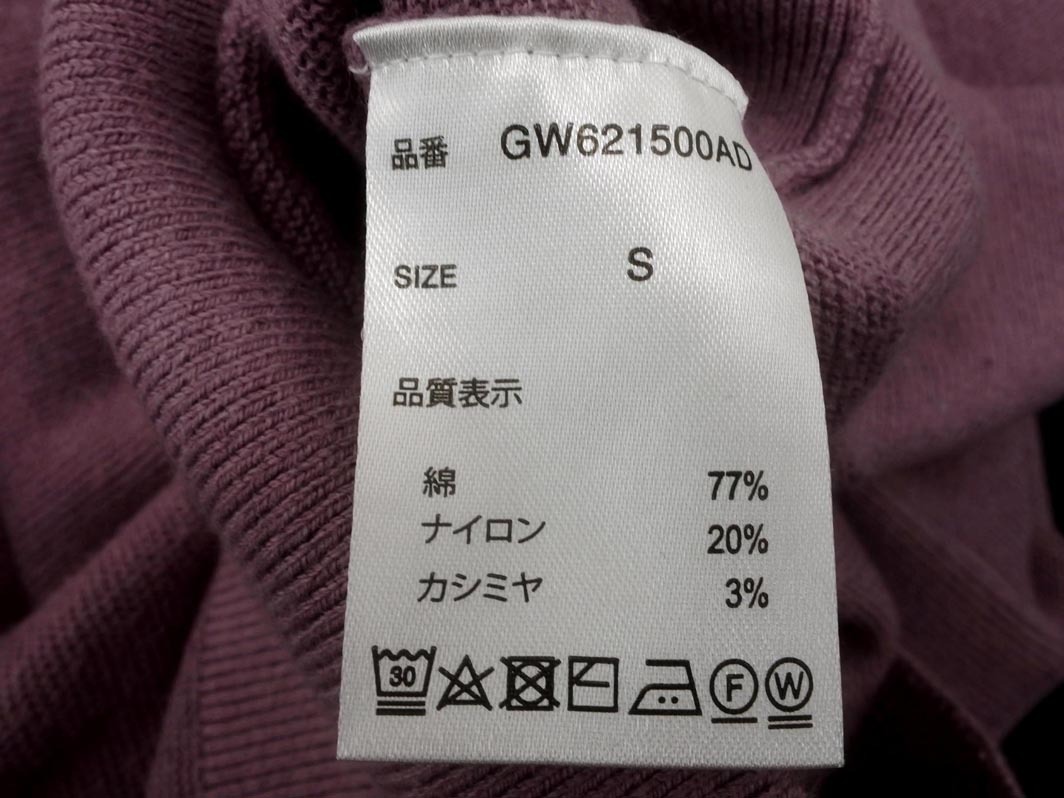 品番 GW621500AD
SIZE S
品質表示
綿 77%
ナイロン 20%
カシミヤ 3%
30 F W